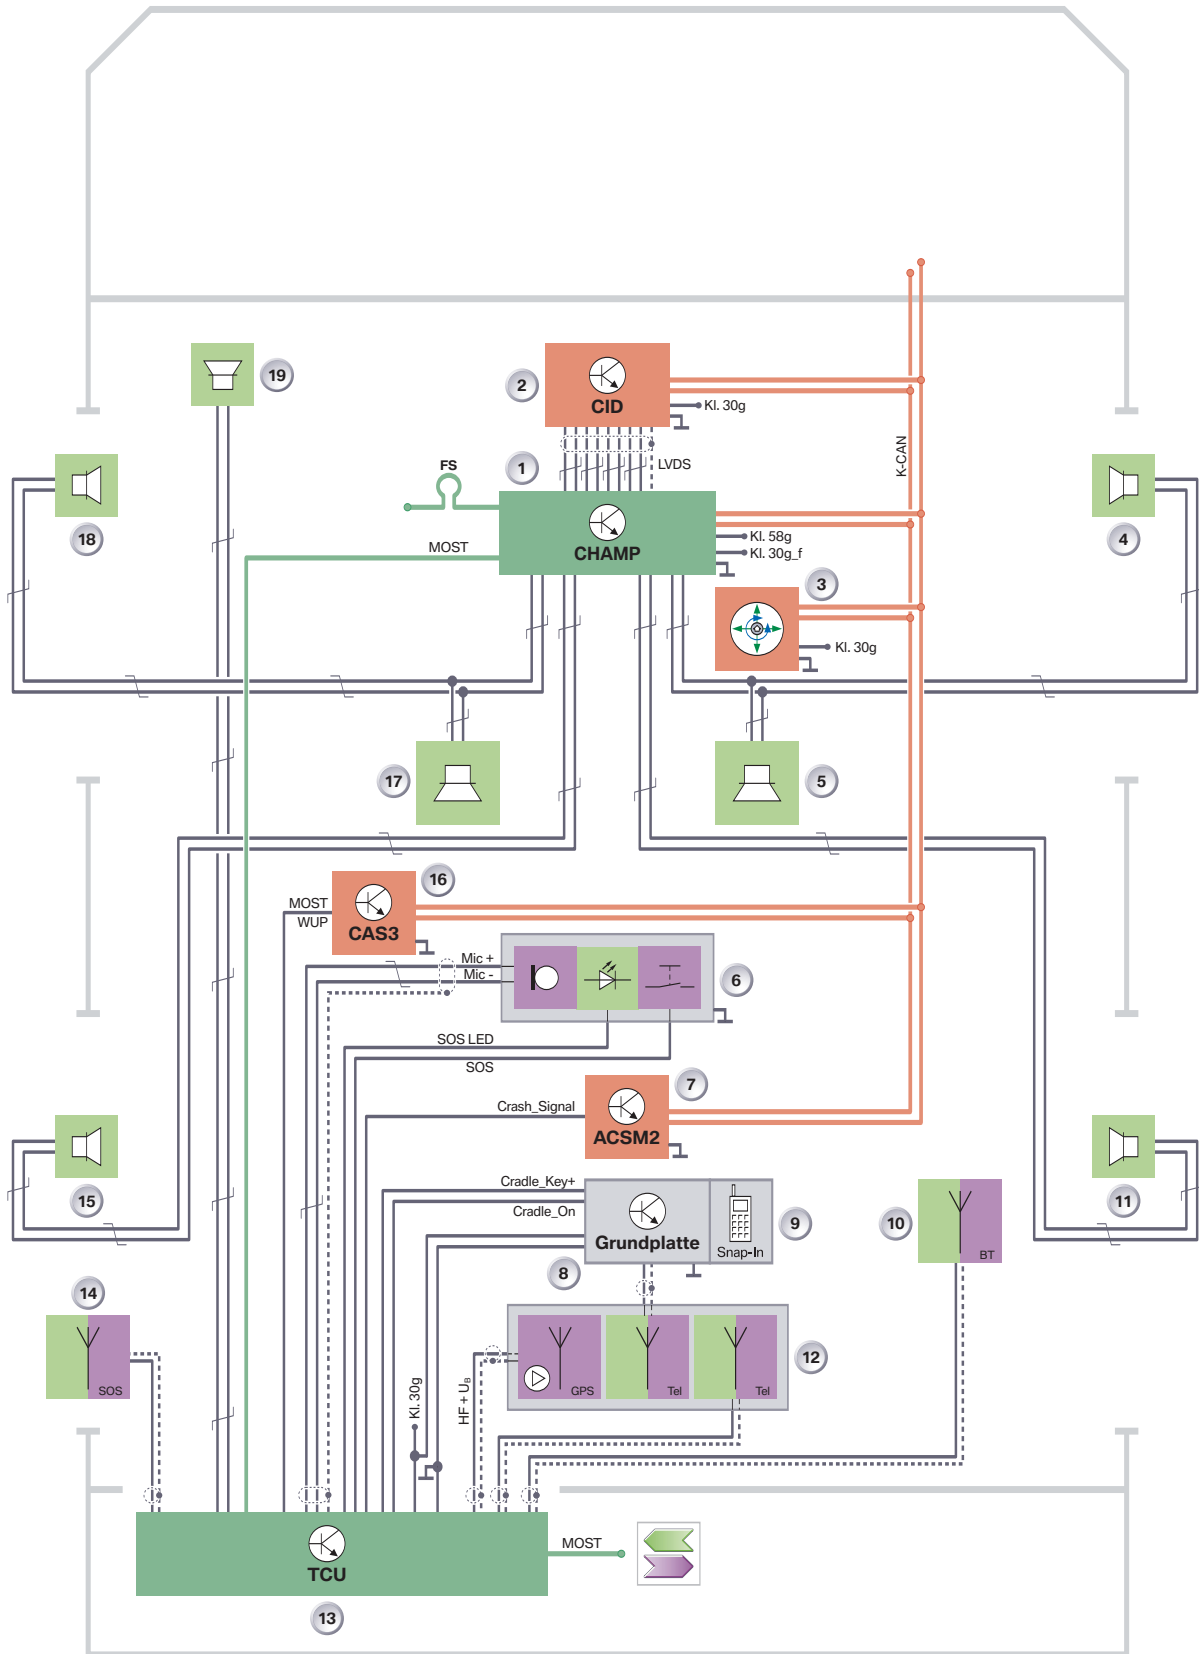 19
2
CID
Kl. 30g
K-CAN
FS
1
LVDS
18
4
MOST
CHAMP
Kl. 58g
Kl. 30g_f
3
Kl. 30g
17
5
16
MOST
WUP
CAS3
Mic +
Mic -
6
SOS LED
SOS
7
Crash_Signal
ACSM2
15
11
Cradle_Key+
Cradle_On
Grundplatte
Snap-In
9
10
BT
8
14
SOS
Kl. 30g
HF + UB
GPS
Tel
Tel
12
MOST
TCU
13